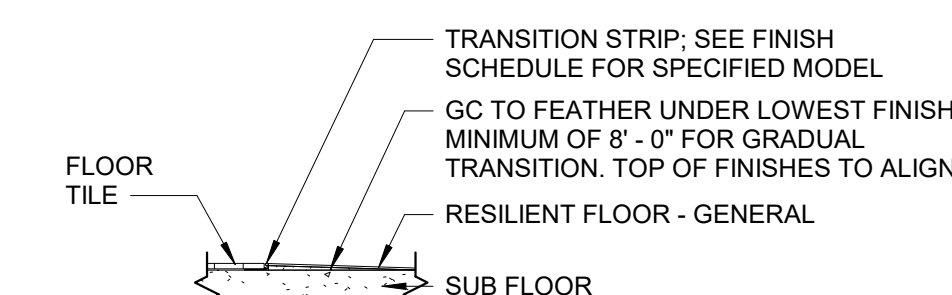 TRANSITION STRIP; SEE FINISH
SCHEDULE FOR SPECIFIED MODEL
GC TO FEATHER UNDER LOWEST FINISH
MINIMUM OF 8' - 0" FOR GRADUAL
TRANSITION. TOP OF FINISHES TO ALIGN
FLOOR
TILE
RESILIENT FLOOR - GENERAL
SUB FLOOR